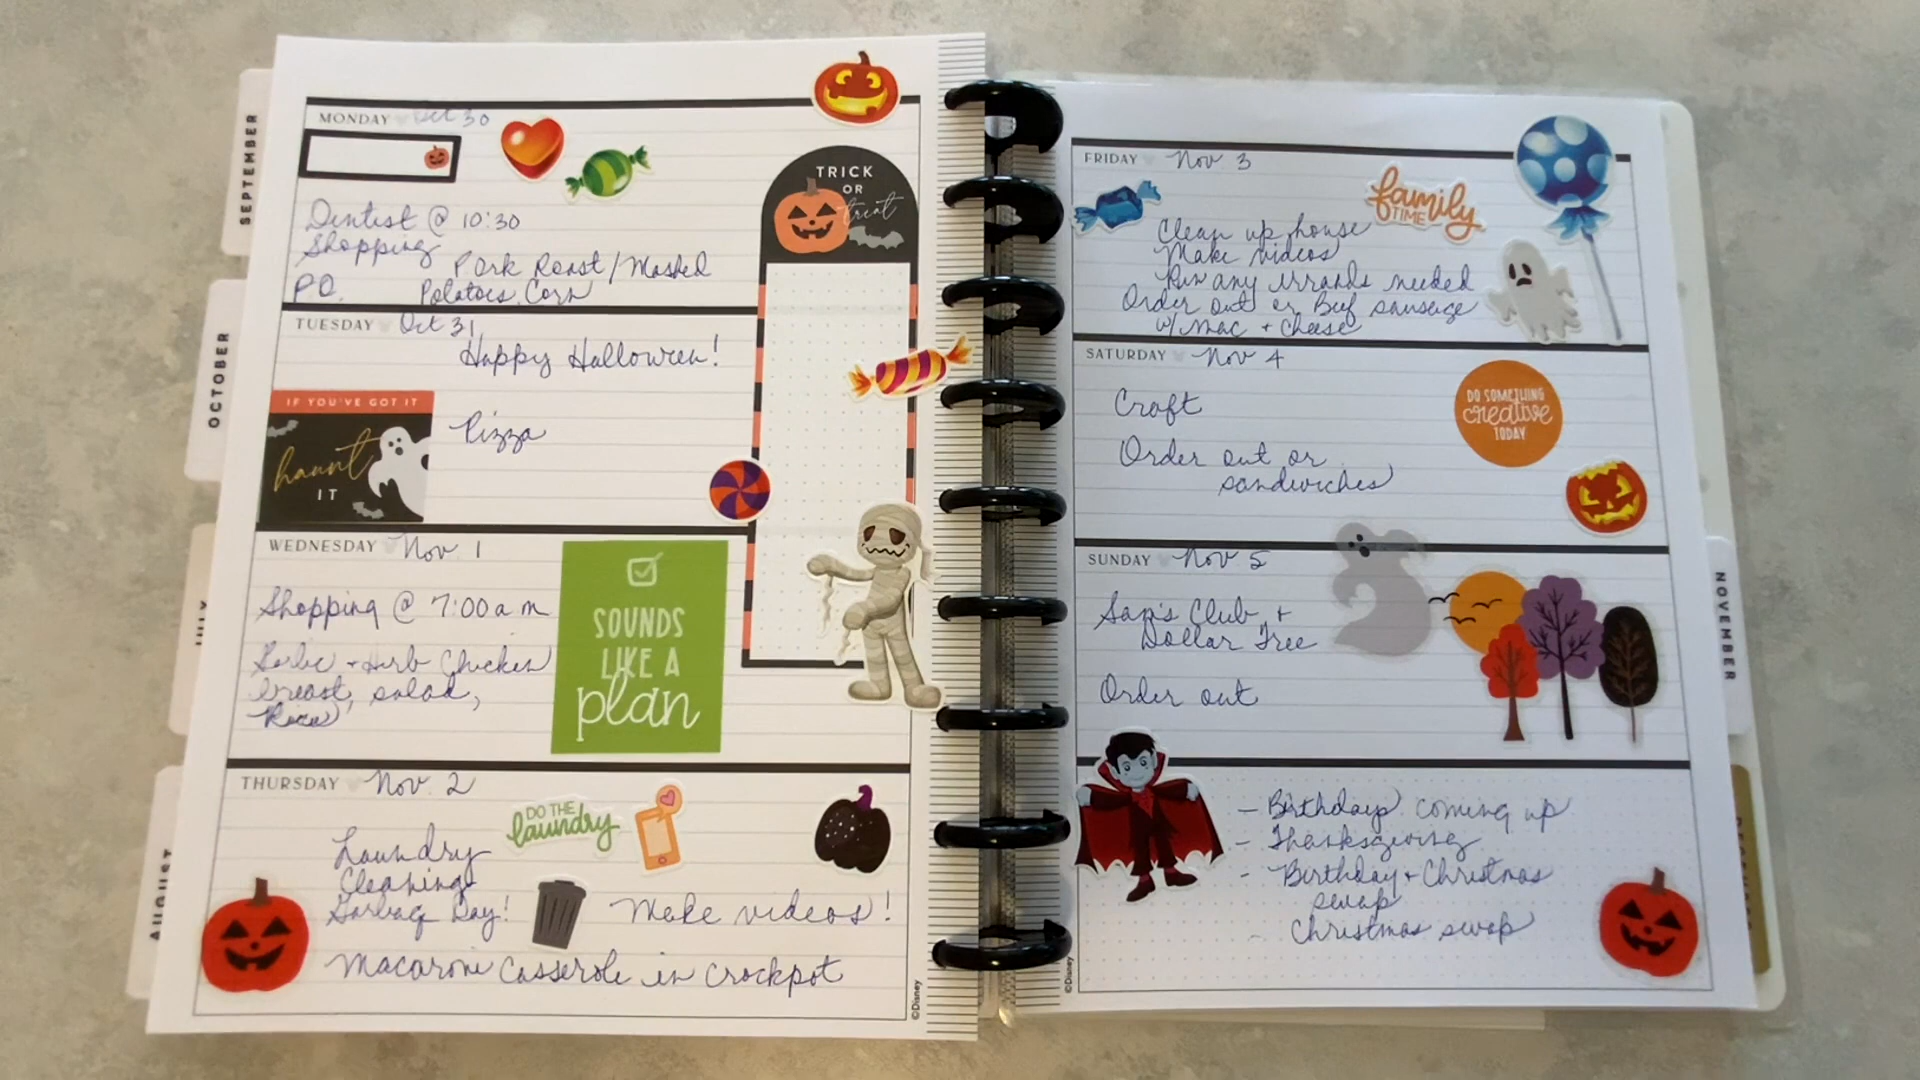 SEPTEMBER
OCTOBER
JULY
AUGUST
MONDAY Oct 30
Dentist @ 10:30
Shopping
P.O.
Pork Roast / Mashed
Potatoes, Corn
TRICK
OR
treat
TUESDAY Oct 31
Happy Halloween!
IF YOU'VE GOT IT
haunt
IT
Pizza
WEDNESDAY Nov. 1
Shopping @ 7:00 am
+ Herb Chicken
breast, salad,
Rice
SOUNDS
LIKE A
plan
THURSDAY Nov. 2
DO THE
laundry
Laundry
Cleaning
Garbage Day!
Make videos!
Macaroni Casserole in crockpot
©Disney
FRIDAY Nov 3
family
TIME
Clean up house
Make videos
Run any errands needed
Order out or Beef sausage
w/ mac + cheese
SATURDAY Nov 4
Craft
Order out or
sandwiches
DO SOMETHING
creative
TODAY
SUNDAY Nov 5
Sam's Club +
Dollar Tree
Order out
- Birthdays coming up
- Thanksgiving
- Birthday + Christmas
swap
- Christmas swap
©Disney
NOVEMBER